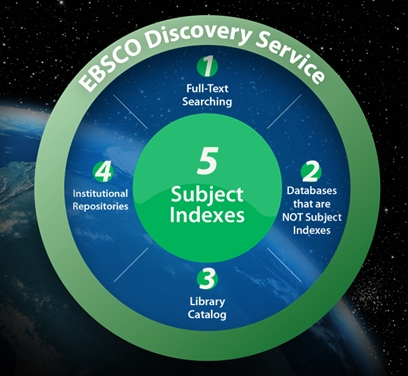 EBSCO Discovery Service
1
Full-Text
Searching
2
Databases
that are
NOT Subject
Indexes
3
Library
Catalog
4
Institutional
Repositories
5
Subject
Indexes